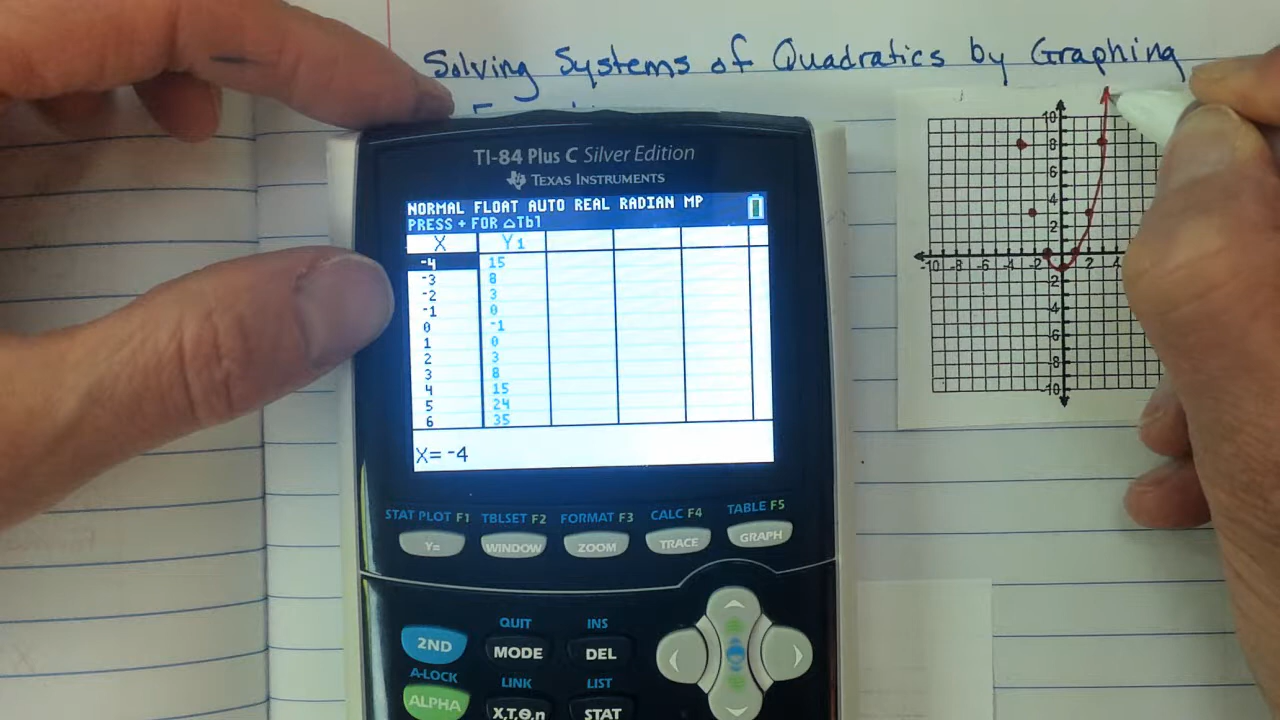 Solving Systems of Quadratics by Graphing
TI-84 Plus C Silver Edition
TEXAS INSTRUMENTS
NORMAL FLOAT AUTO REAL RADIAN MP
PRESS + FOR △Tbl
X Y1
-4 15
-3 8
-2 3
-1 0
0 -1
1 0
2 3
3 8
4 15
5 24
6 35
X= -4
10
8
6
4
2
-10 -8 -6 -4 -2 2 4
-2
-4
-6
-8
-10
STAT PLOT F1 TBLSET F2 FORMAT F3 CALC F4 TABLE F5
Y= WINDOW ZOOM TRACE GRAPH
QUIT INS
2ND MODE DEL
A-LOCK LINK LIST
ALPHA X,T,Θ,n STAT